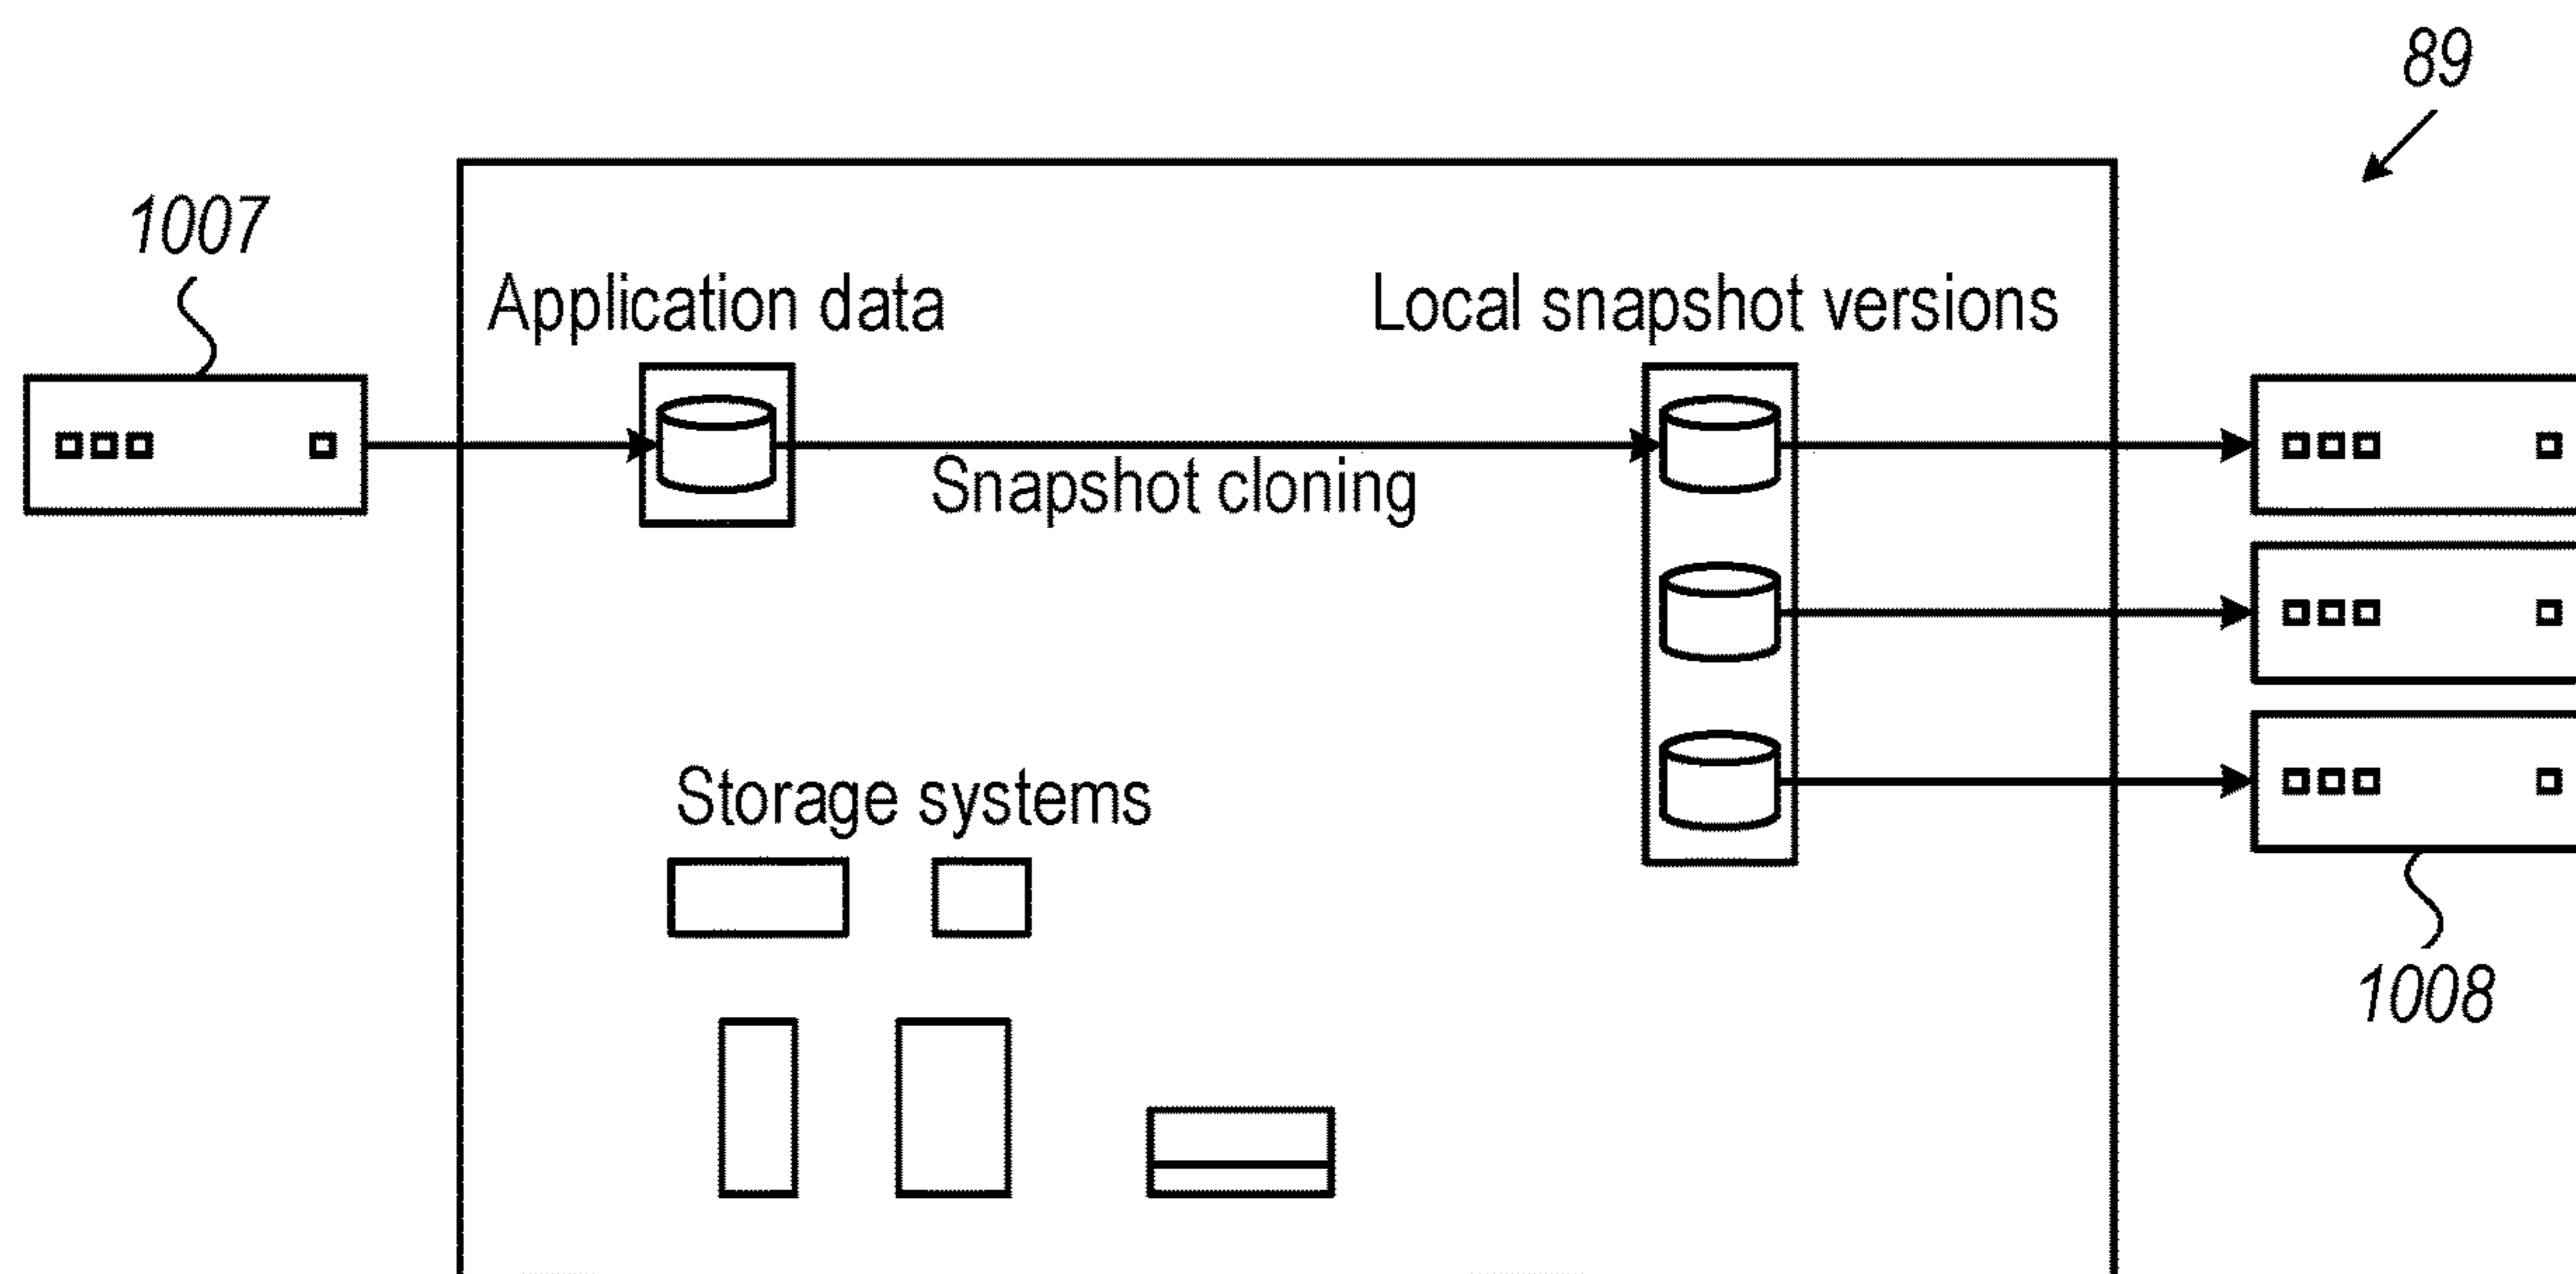 89
1007
Application data
Local snapshot versions
Snapshot cloning
Storage systems
1008